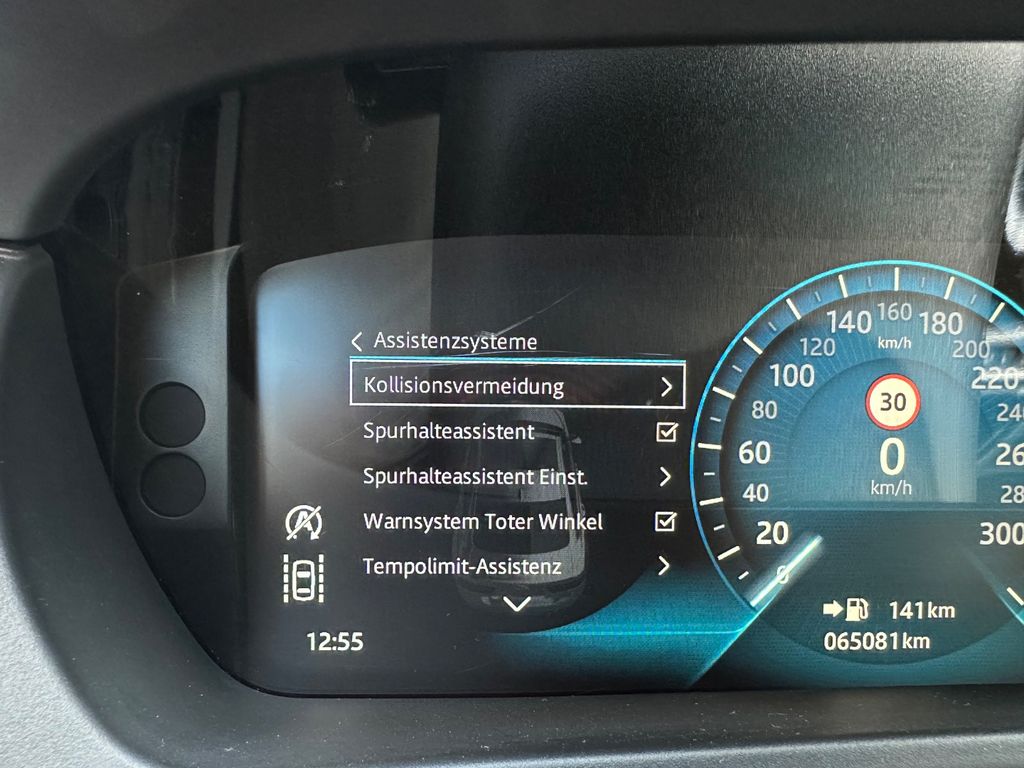 Assistenzsysteme
Kollisionsvermeidung
Spurhalteassistent
Spurhalteassistent Einst.
Warnsystem Toter Winkel
Tempolimit-Assistenz
A
12:55
0
20
40
60
80
100
120
140
160
180
200
220
300
km/h
30
0
km/h
141km
065081km